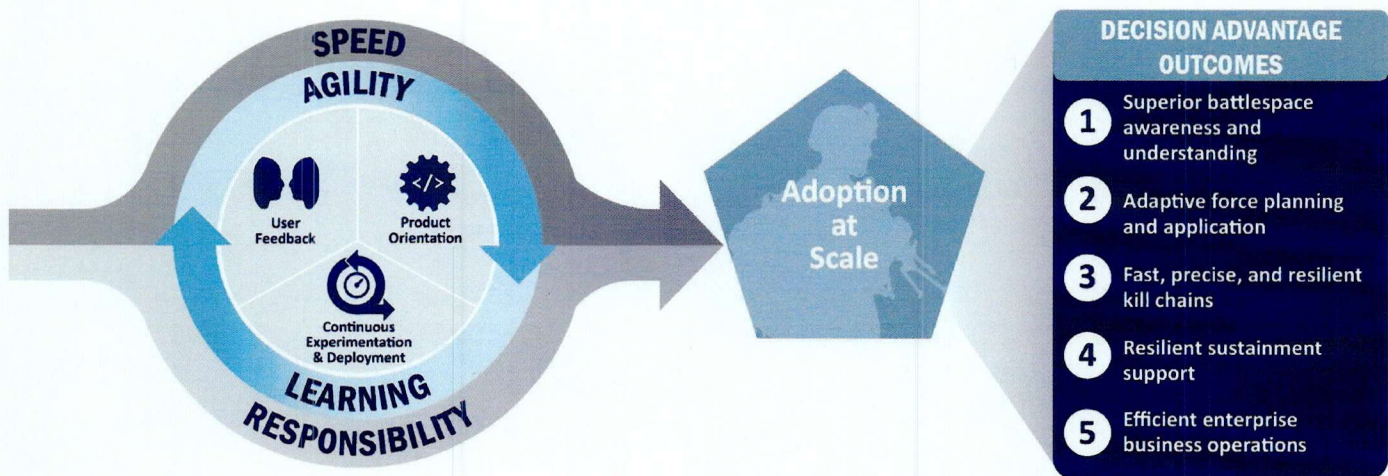 SPEED
AGILITY
User
Feedback
Product
Orientation
</>
Continuous
Experimentation
& Deployment
LEARNING
RESPONSIBILITY
Adoption
at
Scale
DECISION ADVANTAGE
OUTCOMES
1
Superior battlespace
awareness and
understanding
2
Adaptive force planning
and application
3
Fast, precise, and resilient
kill chains
4
Resilient sustainment
support
5
Efficient enterprise
business operations